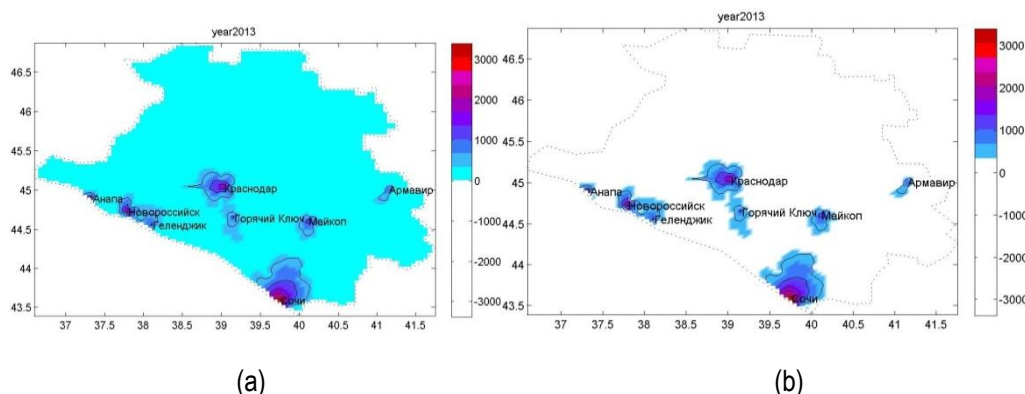 year2013
46.5
46
45.5
45
44.5
44
43.5
37
37.5
38
38.5
39
39.5
40
40.5
41
41.5
Краснодар
Армавир
Анапа
Новороссийск
Горячий Ключ
Майкоп
Геленджик
Сочи
3000
2000
1000
0
-1000
-2000
-3000
(a)
year2013
46.5
46
45.5
45
44.5
44
43.5
37
37.5
38
38.5
39
39.5
40
40.5
41
41.5
Краснодар
Армавир
Анапа
Новороссийск
Горячий Ключ
Майкоп
Геленджик
Сочи
3000
2000
1000
0
-1000
-2000
-3000
(b)